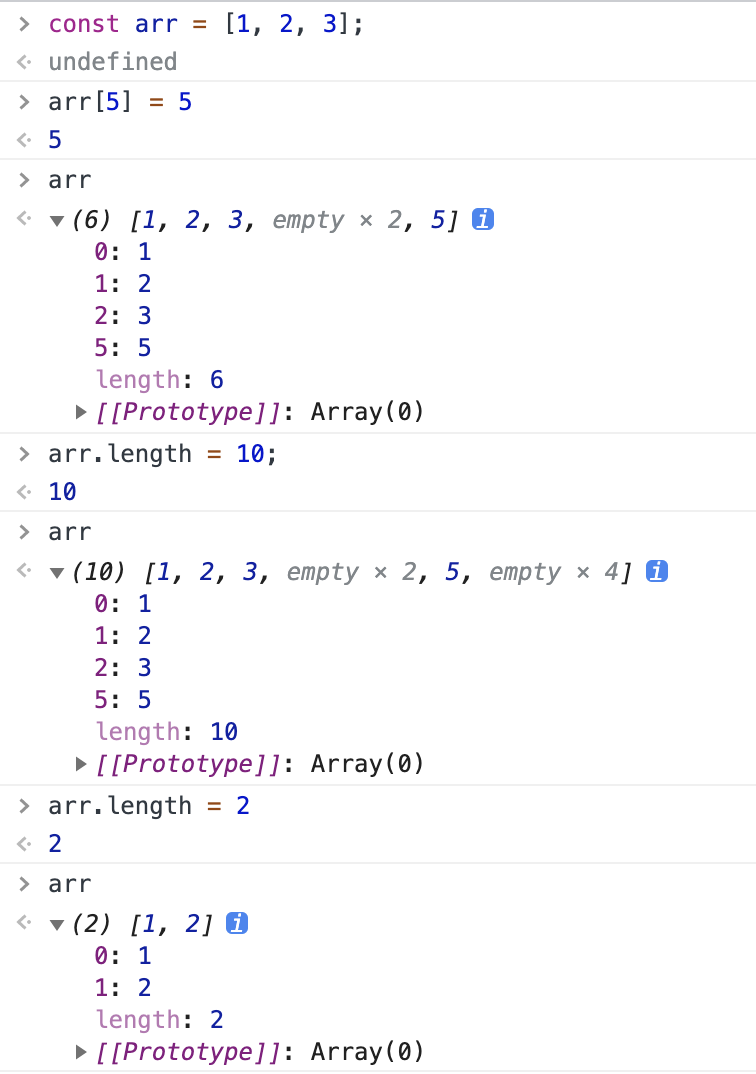 > const arr = [1, 2, 3];
undefined
> arr[5] = 5
5
> arr
(6) [1, 2, 3, empty × 2, 5] i
0: 1
1: 2
2: 3
5: 5
length: 6
[[Prototype]]: Array(0)
> arr.length = 10;
10
> arr
(10) [1, 2, 3, empty × 2, 5, empty × 4] i
0: 1
1: 2
2: 3
5: 5
length: 10
[[Prototype]]: Array(0)
> arr.length = 2
2
> arr
(2) [1, 2] i
0: 1
1: 2
length: 2
[[Prototype]]: Array(0)